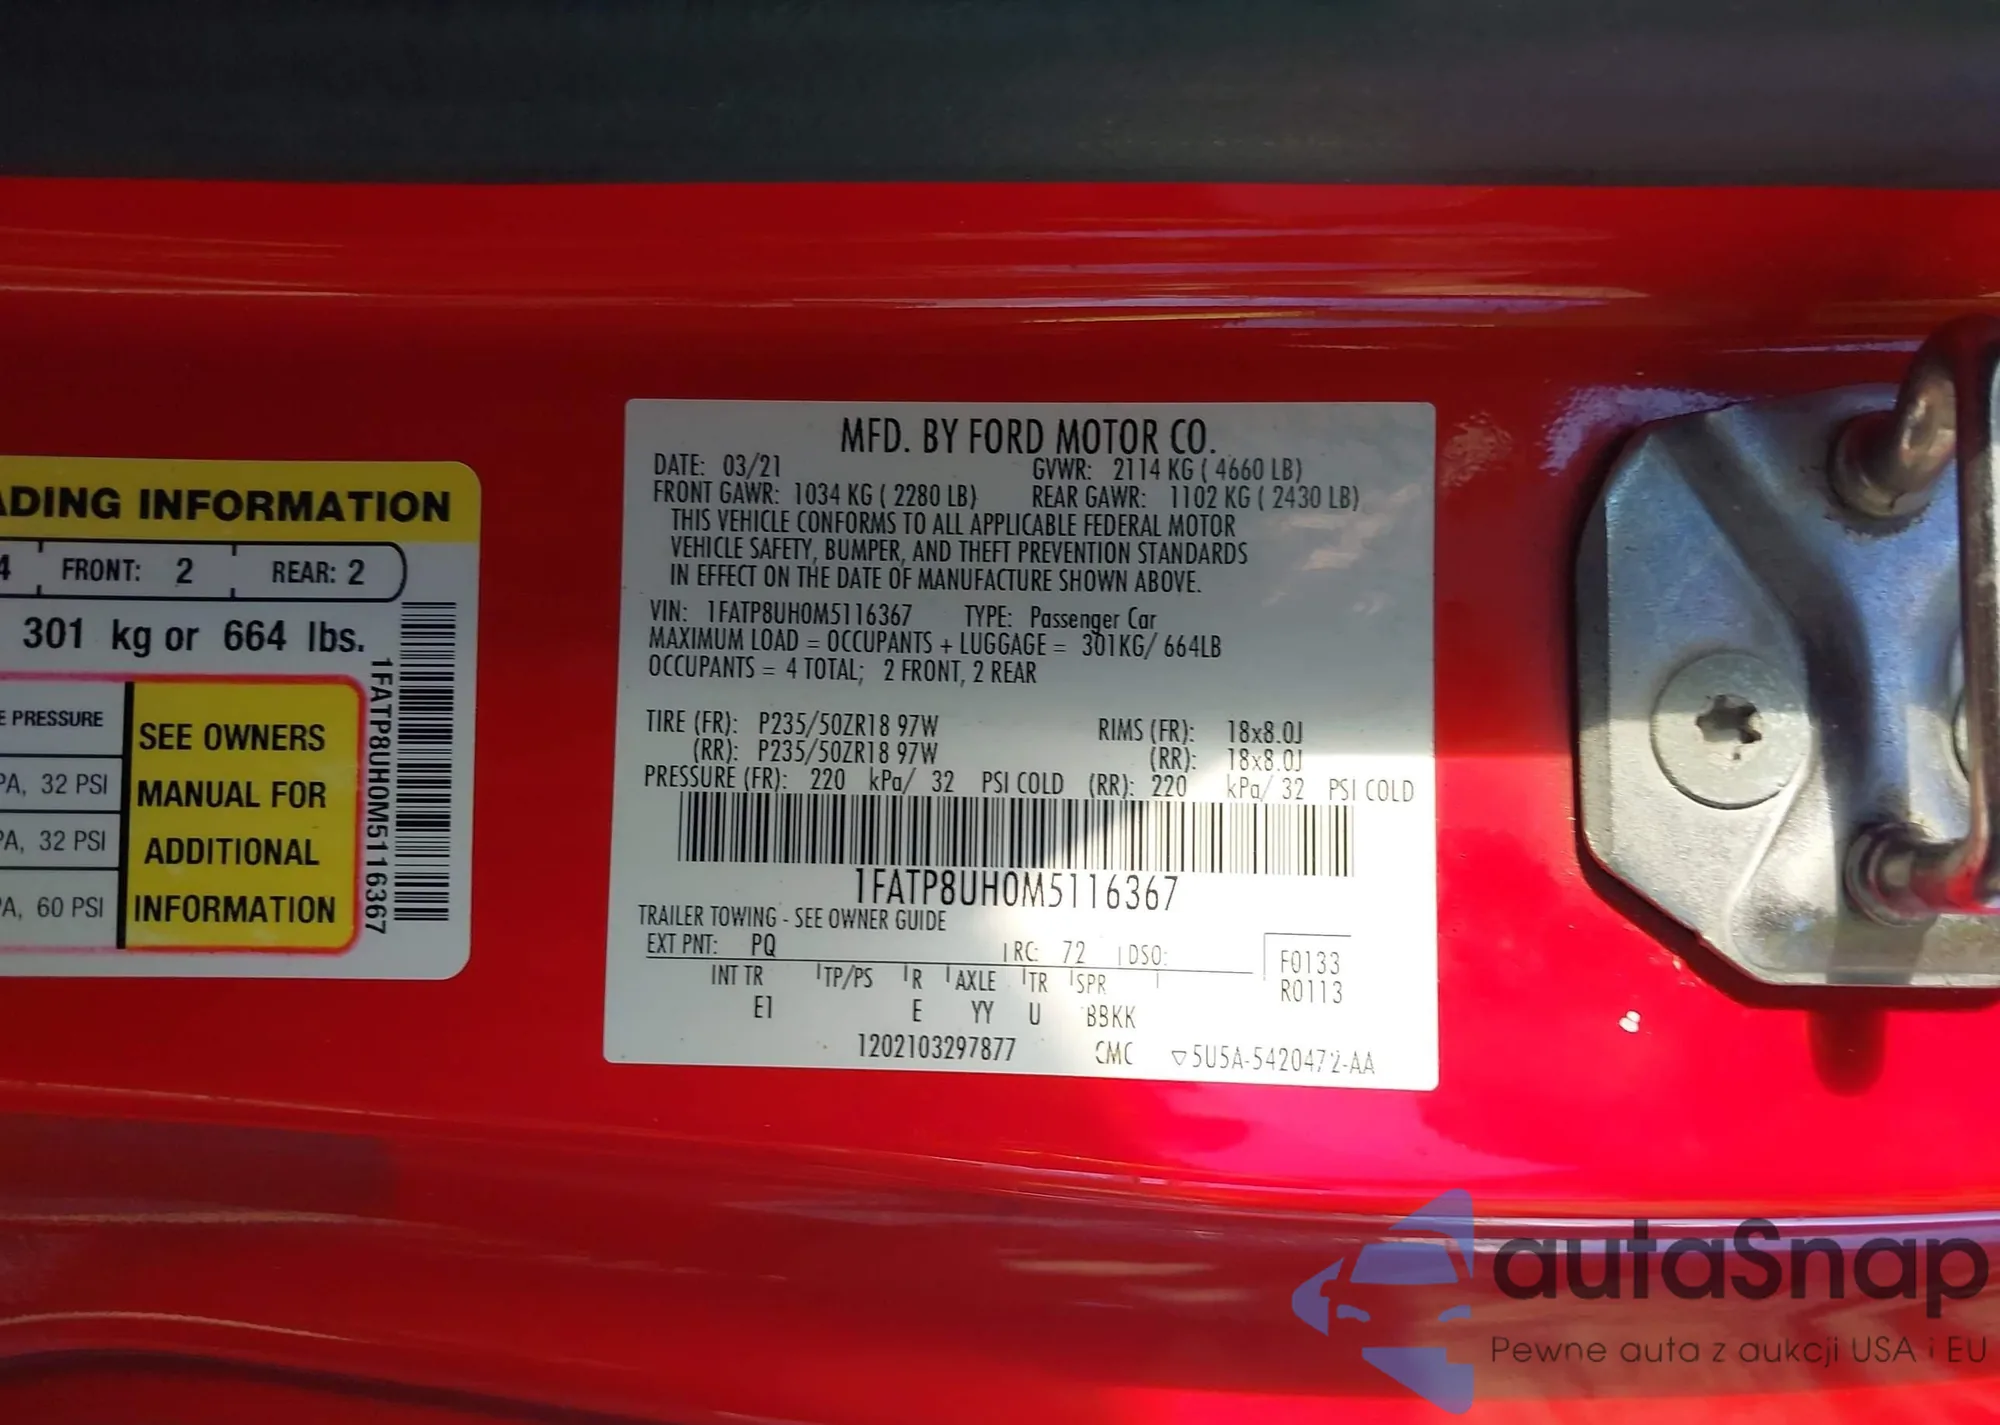 ADING INFORMATION
4 FRONT: 2 REAR: 2
301 kg or 664 lbs.
E PRESSURE
PA, 32 PSI
PA, 32 PSI
PA, 60 PSI
SEE OWNERS
MANUAL FOR
ADDITIONAL
INFORMATION
1FATP8UH0M5116367
MFD. BY FORD MOTOR CO.
DATE: 03/21 GVWR: 2114 KG ( 4660 LB)
FRONT GAWR: 1034 KG ( 2280 LB) REAR GAWR: 1102 KG ( 2430 LB)
THIS VEHICLE CONFORMS TO ALL APPLICABLE FEDERAL MOTOR
VEHICLE SAFETY, BUMPER, AND THEFT PREVENTION STANDARDS
IN EFFECT ON THE DATE OF MANUFACTURE SHOWN ABOVE.
VIN: 1FATP8UH0M5116367 TYPE: Passenger Car
MAXIMUM LOAD = OCCUPANTS + LUGGAGE = 301KG/ 664LB
OCCUPANTS = 4 TOTAL; 2 FRONT, 2 REAR
TIRE (FR): P235/50ZR18 97W RIMS (FR): 18x8.0J
(RR): P235/50ZR18 97W (RR): 18x8.0J
PRESSURE (FR): 220 kPa/ 32 PSI COLD (RR): 220 kPa/ 32 PSI COLD
1FATP8UH0M5116367
TRAILER TOWING - SEE OWNER GUIDE
EXT PNT: PQ RC: 72 DSO: F0133
INT TR TP/PS R AXLE TR SPR R0113
E1 E YY U BBKK
1202103297877 CMC ▽5U5A-5420472-AA
autaSnap
Pewne auta z aukcji USA i EU